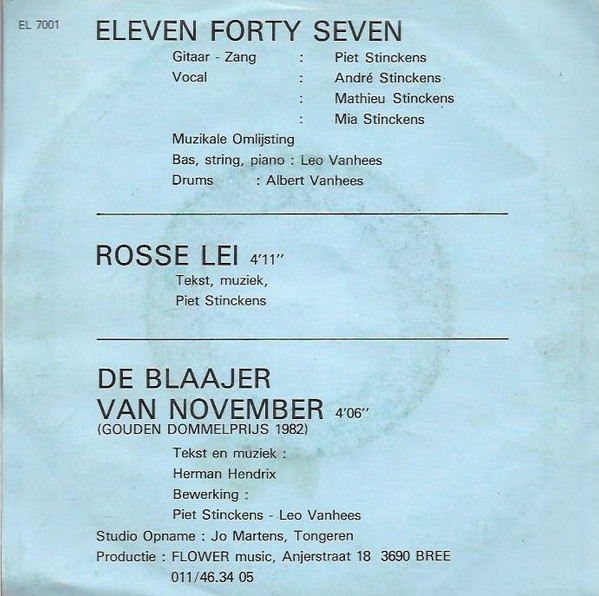 EL 7001
ELEVEN FORTY SEVEN
Gitaar - Zang : Piet Stinckens
Vocal : André Stinckens
: Mathieu Stinckens
: Mia Stinckens
Muzikale Omlijsting
Bas, string, piano : Leo Vanhees
Drums : Albert Vanhees
ROSSE LEI 4'11''
Tekst, muziek,
Piet Stinckens
DE BLAAJER
VAN NOVEMBER 4'06''
(GOUDEN DOMMELPRIJS 1982)
Tekst en muziek :
Herman Hendrix
Bewerking :
Piet Stinckens - Leo Vanhees
Studio Opname : Jo Martens, Tongeren
Productie : FLOWER music, Anjerstraat 18 3690 BREE
011/46.34 05